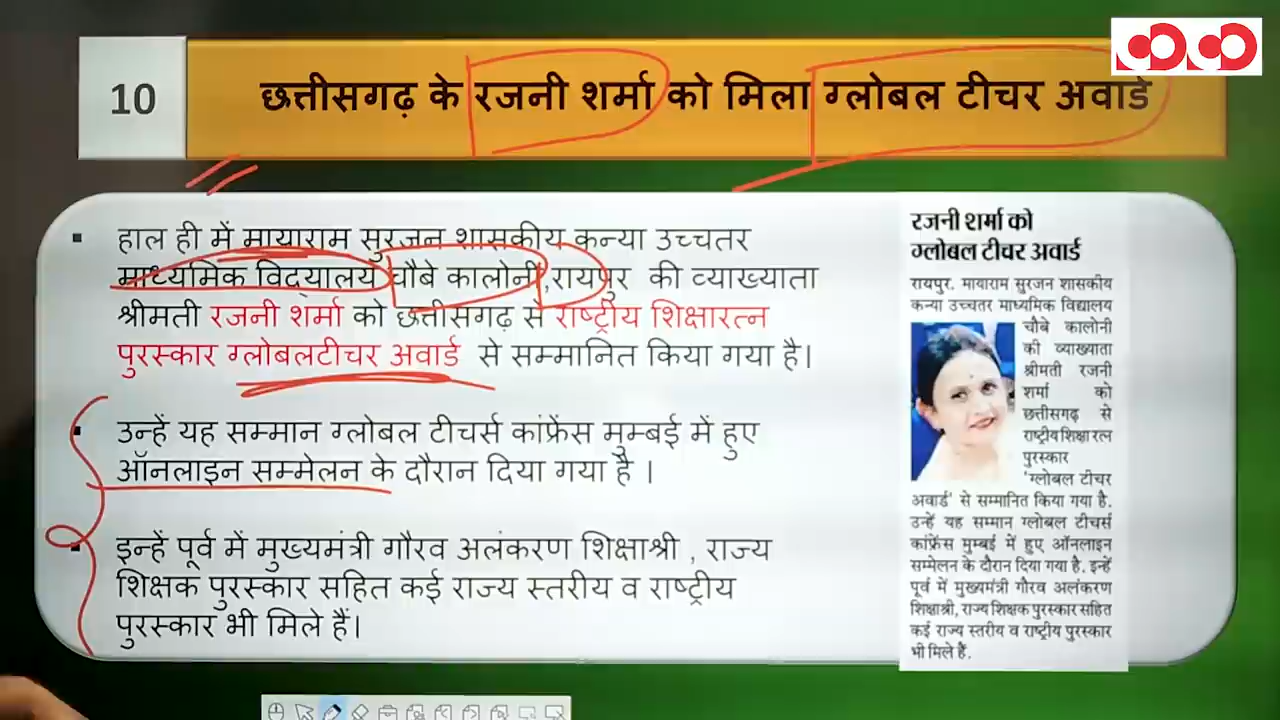 10
छत्तीसगढ़ के रजनी शर्मा को मिला ग्लोबल टीचर अवार्ड
▪ हाल ही में मायाराम सुरजन शासकीय कन्या उच्चतर
माध्यमिक विद्यालय चौबे कालोनी,रायपुर की व्याख्याता
श्रीमती रजनी शर्मा को छत्तीसगढ़ से राष्ट्रीय शिक्षारत्न
पुरस्कार ग्लोबलटीचर अवार्ड से सम्मानित किया गया है।
▪ उन्हें यह सम्मान ग्लोबल टीचर्स कांफ्रेंस मुम्बई में हुए
ऑनलाइन सम्मेलन के दौरान दिया गया है ।
▪ इन्हें पूर्व में मुख्यमंत्री गौरव अलंकरण शिक्षाश्री , राज्य
शिक्षक पुरस्कार सहित कई राज्य स्तरीय व राष्ट्रीय
पुरस्कार भी मिले हैं।
रजनी शर्मा को
ग्लोबल टीचर अवार्ड
रायपुर. मायाराम सुरजन शासकीय
कन्या उच्चतर माध्यमिक विद्यालय
चौबे कालोनी
की व्याख्याता
श्रीमती रजनी
शर्मा को
छत्तीसगढ़ से
राष्ट्रीय शिक्षा रत्न
पुरस्कार
'ग्लोबल टीचर
अवार्ड' से सम्मानित किया गया है.
उन्हें यह सम्मान ग्लोबल टीचर्स
कांफ्रेंस मुम्बई में हुए ऑनलाइन
सम्मेलन के दौरान दिया गया है. इन्हें
पूर्व में मुख्यमंत्री गौरव अलंकरण
शिक्षाश्री, राज्य शिक्षक पुरस्कार सहित
कई राज्य स्तरीय व राष्ट्रीय पुरस्कार
भी मिले हैं.